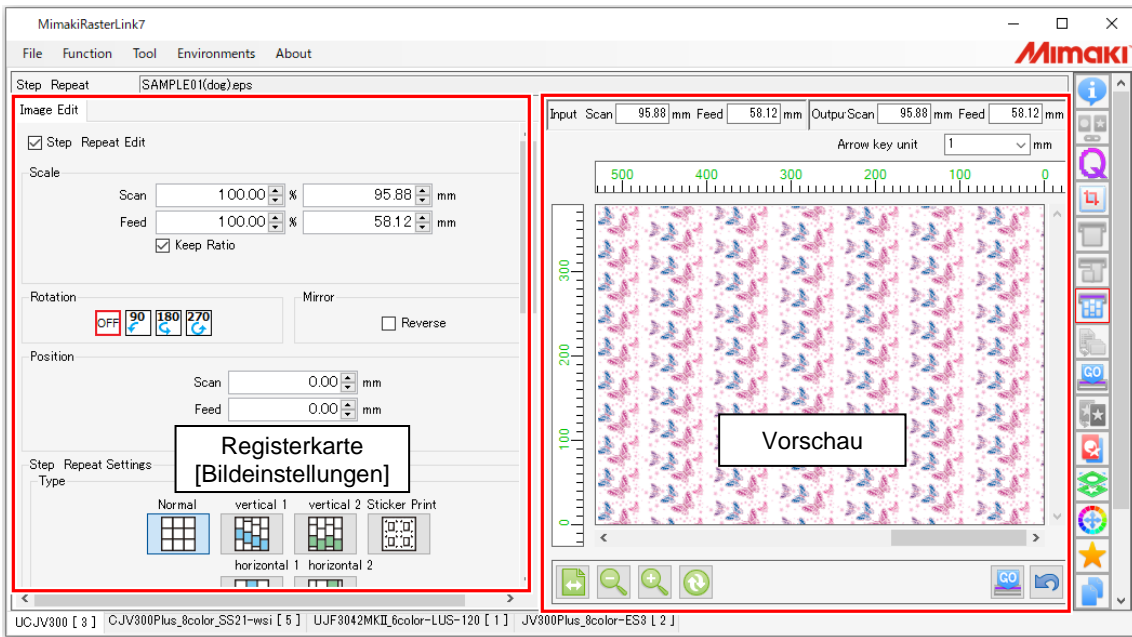 MimakiRasterLink7
File Function Tool Environments About
Mimaki
Step Repeat SAMPLE01(dog).eps
Image Edit
Input Scan 95.88 mm Feed 58.12 mm Outpu Scan 95.88 mm Feed 58.12 mm
Step Repeat Edit
Arrow key unit 1 mm
Scale
500 400 300 200 100 0
Scan 100.00 % 95.88 mm
Feed 100.00 % 58.12 mm
Keep Ratio
300
Rotation Mirror
OFF 90 180 270
Reverse
200
Position
Scan 0.00 mm
Feed 0.00 mm
100
Registerkarte
[Bildeinstellungen]
Vorschau
Step Repeat Settings
Type
Normal vertical 1 vertical 2 Sticker Print
0
horizontal 1 horizontal 2
GO
GO
Q
UCJV300 [ 3 ] CJV300Plus_8color_SS21-wsi [ 5 ] UJF3042MKII_6color-LUS-120 [ 1 ] JV300Plus_8color-ES3 [ 2 ]